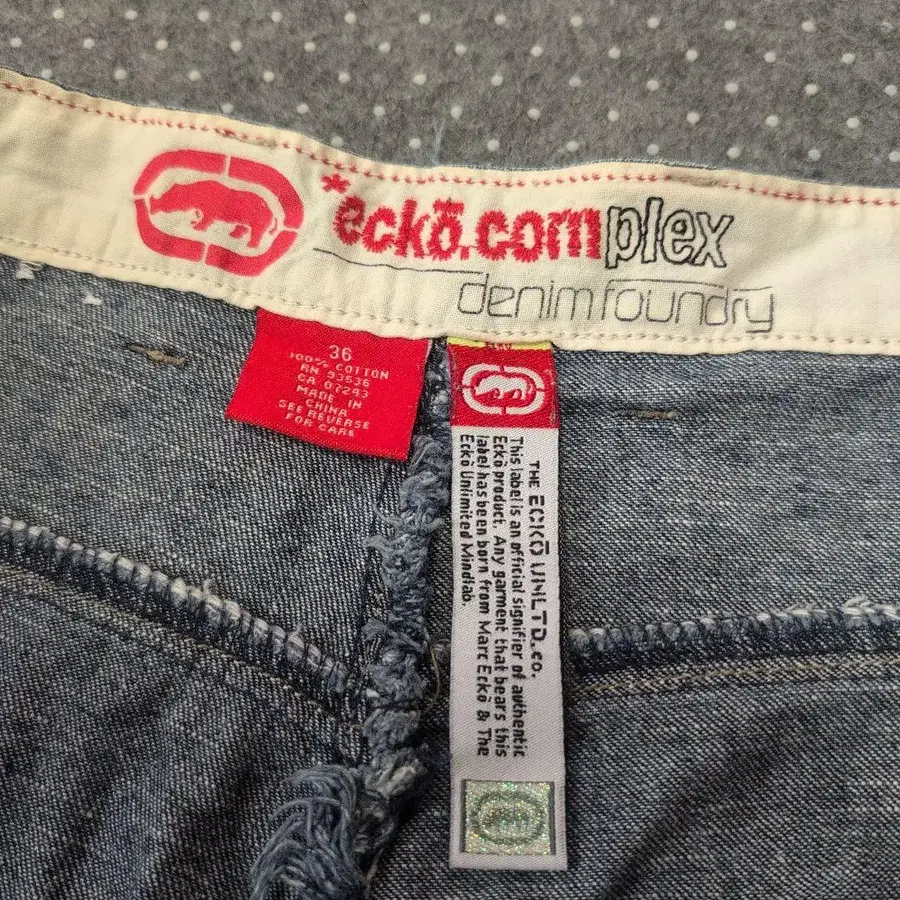 *eckō.complex
denim foundry
36
100% COTTON
RN 93536
CA 07243
MADE IN
CHINA
SEE REVERSE
FOR CARE
THE ECKŌ UNLTD.co.
This label is an official signifier of authentic
Eckō product. Any garment that bears this
label has been born from Marc Eckō & The
Eckō Unlimited Mindlab.